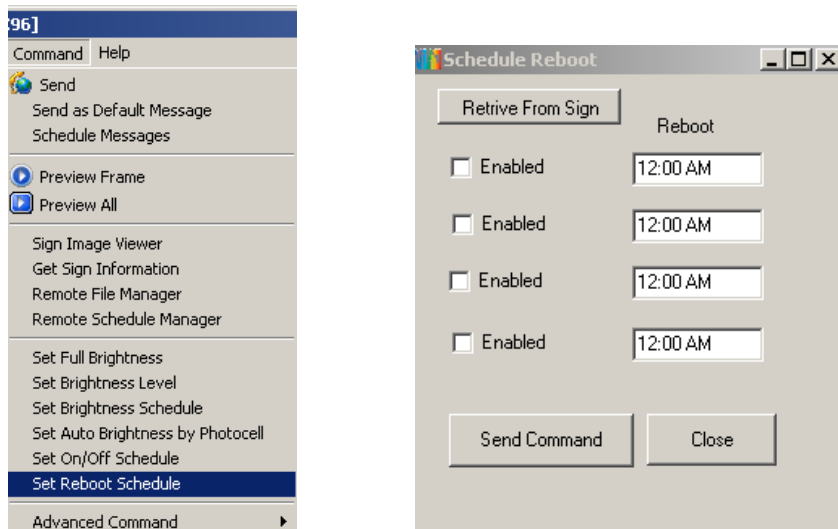 :96]
Command Help
Send
Send as Default Message
Schedule Messages
Preview Frame
Preview All
Sign Image Viewer
Get Sign Information
Remote File Manager
Remote Schedule Manager
Set Full Brightness
Set Brightness Level
Set Brightness Schedule
Set Auto Brightness by Photocell
Set On/Off Schedule
Set Reboot Schedule
Advanced Command
Schedule Reboot
Retrive From Sign
Reboot
Enabled 12:00 AM
Enabled 12:00 AM
Enabled 12:00 AM
Enabled 12:00 AM
Send Command Close